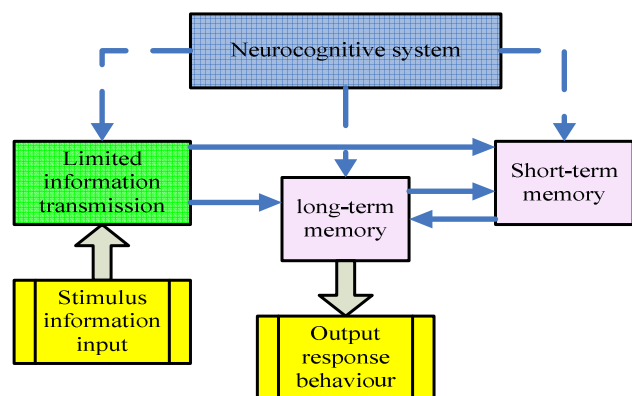 Neurocognitive system
Limited
information
transmission
Short-term
memory
long-term
memory
Stimulus
information
input
Output
response
behaviour